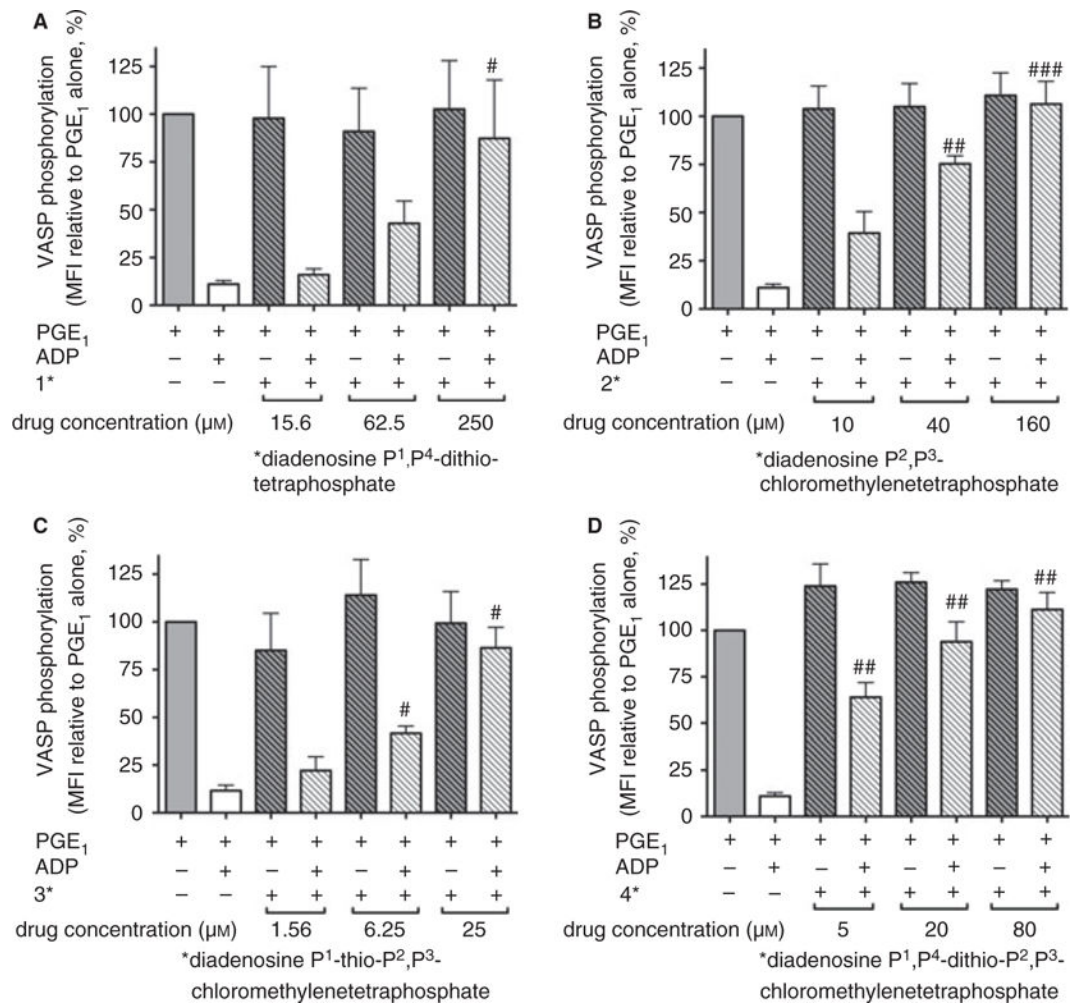 A
VASP phosphorylation
(MFI relative to PGE₁ alone, %)
125
100
75
50
25
0
#
PGE₁ + + + + + + + +
ADP – + – + – + – +
1* – – + + + + + +
drug concentration (µM) 15.6 62.5 250
*diadenosine P¹,P⁴-dithio-
tetraphosphate
B
VASP phosphorylation
(MFI relative to PGE₁ alone, %)
125
100
75
50
25
0
## ###
PGE₁ + + + + + + + +
ADP – + – + – + – +
2* – – + + + + + +
drug concentration (µM) 10 40 160
*diadenosine P²,P³-
chloromethylenetetraphosphate
C
VASP phosphorylation
(MFI relative to PGE₁ alone, %)
125
100
75
50
25
0
# #
PGE₁ + + + + + + + +
ADP – + – + – + – +
3* – – + + + + + +
drug concentration (µM) 1.56 6.25 25
*diadenosine P¹-thio-P²,P³-
chloromethylenetetraphosphate
D
VASP phosphorylation
(MFI relative to PGE₁ alone, %)
125
100
75
50
25
0
## ## ##
PGE₁ + + + + + + + +
ADP – + – + – + – +
4* – – + + + + + +
drug concentration (µM) 5 20 80
*diadenosine P¹,P⁴-dithio-P²,P³-
chloromethylenetetraphosphate